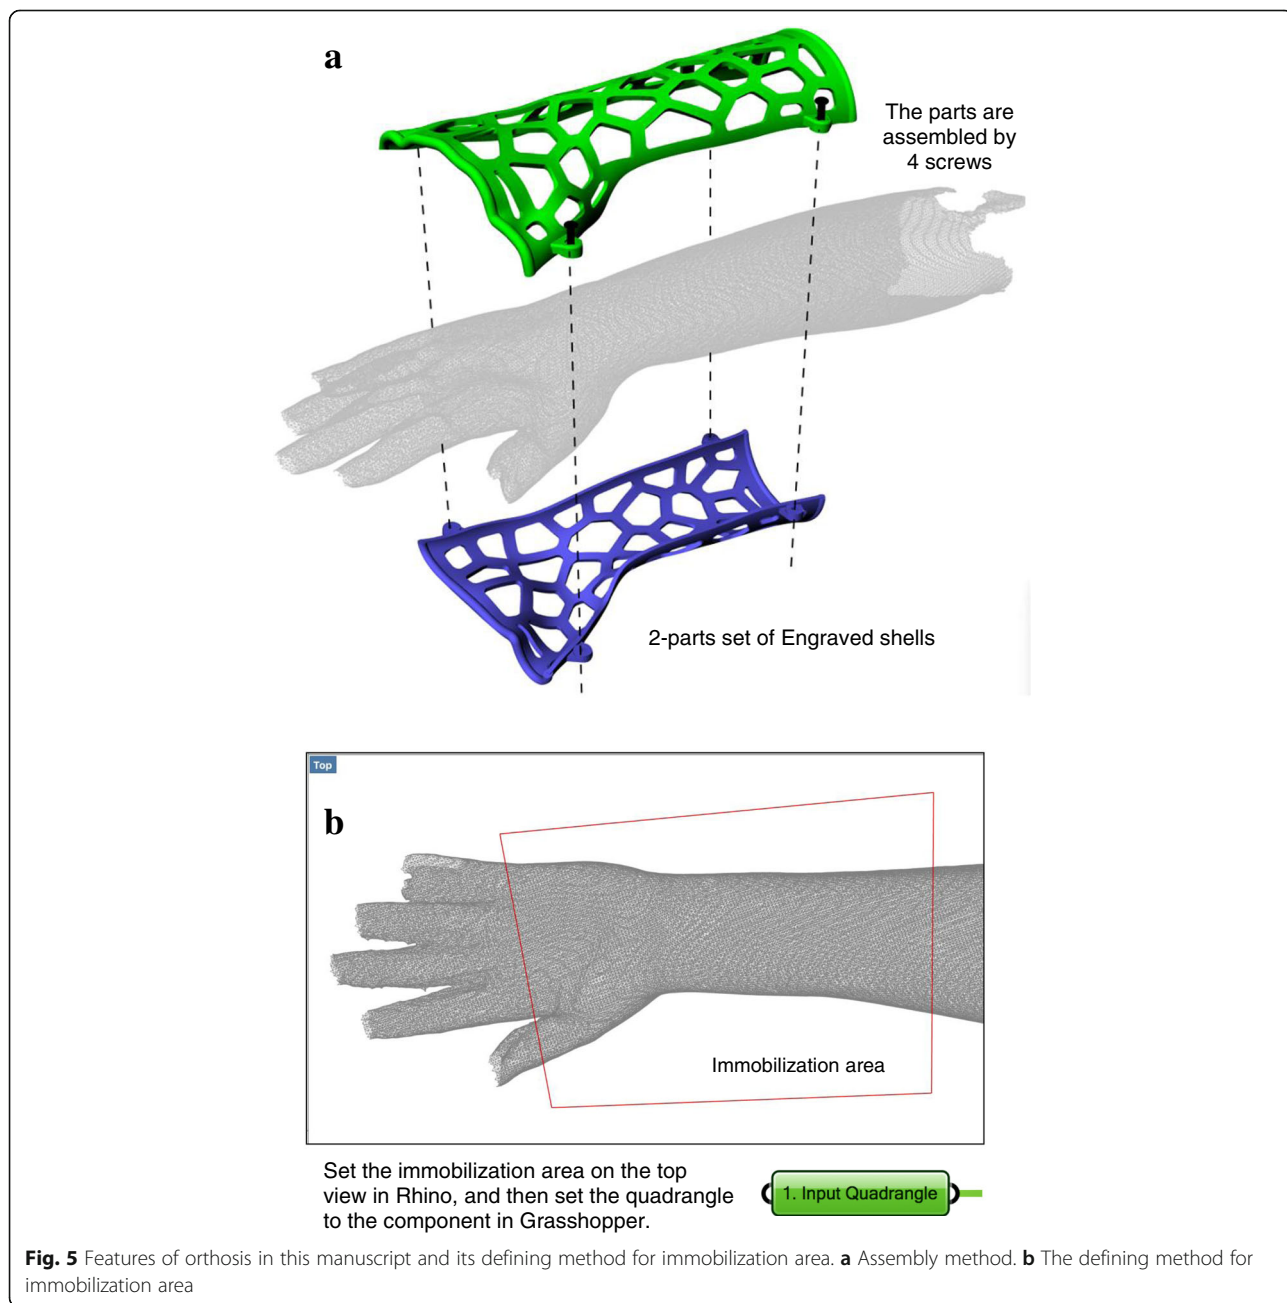 a
The parts are
assembled by
4 screws
2-parts set of Engraved shells
Top
b
Immobilization area
Set the immobilization area on the top
view in Rhino, and then set the quadrangle
to the component in Grasshopper.
1. Input Quadrangle
Fig. 5 Features of orthosis in this manuscript and its defining method for immobilization area. a Assembly method. b The defining method for
immobilization area